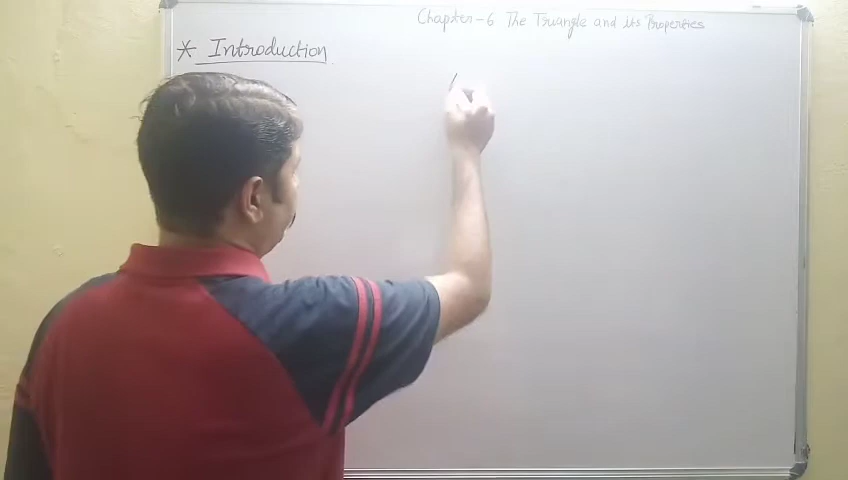 Chapter-6 The Triangle and its Properties
* Introduction